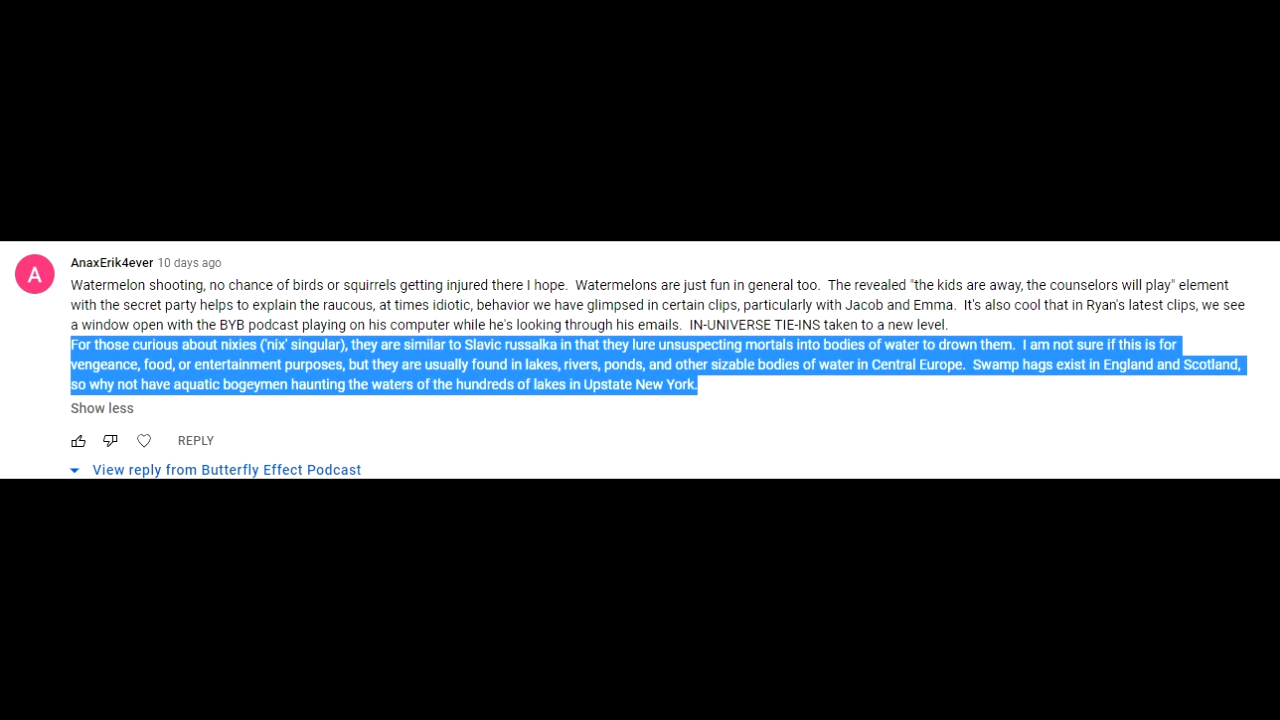 A
AnaxErik4ever 10 days ago
Watermelon shooting, no chance of birds or squirrels getting injured there I hope.  Watermelons are just fun in general too.  The revealed "the kids are away, the counselors will play" element
with the secret party helps to explain the raucous, at times idiotic, behavior we have glimpsed in certain clips, particularly with Jacob and Emma.  It's also cool that in Ryan's latest clips, we see
a window open with the BYB podcast playing on his computer while he's looking through his emails.  IN-UNIVERSE TIE-INS taken to a new level.
For those curious about nixies ('nix' singular), they are similar to Slavic russalka in that they lure unsuspecting mortals into bodies of water to drown them.  I am not sure if this is for
vengeance, food, or entertainment purposes, but they are usually found in lakes, rivers, ponds, and other sizable bodies of water in Central Europe.  Swamp hags exist in England and Scotland,
so why not have aquatic bogeymen haunting the waters of the hundreds of lakes in Upstate New York.
Show less
REPLY
View reply from Butterfly Effect Podcast